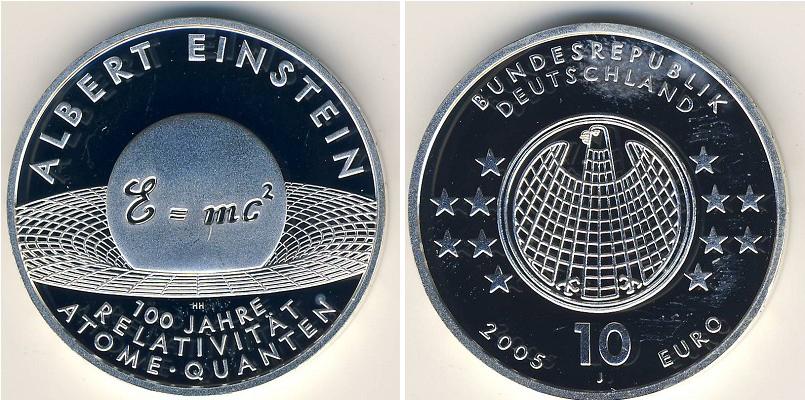 ALBERT EINSTEIN
E = mc²
HH
100 JAHRE
RELATIVITÄT
ATOME·QUANTEN
BUNDESREPUBLIK
DEUTSCHLAND
2005 10 EURO
J